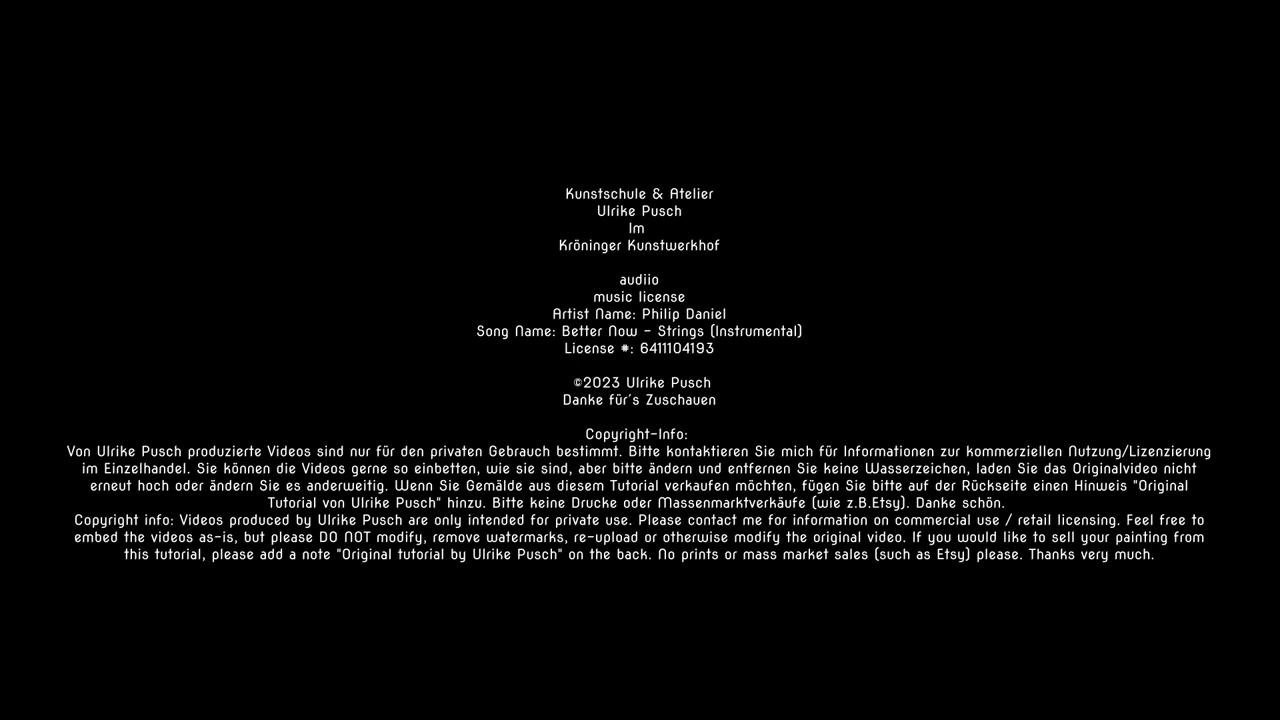 Kunstschule & Atelier
Ulrike Pusch
Im
Kröninger Kunstwerkhof
audiio
music license
Artist Name: Philip Daniel
Song Name: Better Now - Strings (Instrumental)
License #: 6411104193
©2023 Ulrike Pusch
Danke für´s Zuschauen
Copyright-Info:
Von Ulrike Pusch produzierte Videos sind nur für den privaten Gebrauch bestimmt. Bitte kontaktieren Sie mich für Informationen zur kommerziellen Nutzung/Lizenzierung
im Einzelhandel. Sie können die Videos gerne so einbetten, wie sie sind, aber bitte ändern und entfernen Sie keine Wasserzeichen, laden Sie das Originalvideo nicht
erneut hoch oder ändern Sie es anderweitig. Wenn Sie Gemälde aus diesem Tutorial verkaufen möchten, fügen Sie bitte auf der Rückseite einen Hinweis "Original
Tutorial von Ulrike Pusch" hinzu. Bitte keine Drucke oder Massenmarktverkäufe (wie z.B.Etsy). Danke schön.
Copyright info: Videos produced by Ulrike Pusch are only intended for private use. Please contact me for information on commercial use / retail licensing. Feel free to
embed the videos as-is, but please DO NOT modify, remove watermarks, re-upload or otherwise modify the original video. If you would like to sell your painting from
this tutorial, please add a note "Original tutorial by Ulrike Pusch" on the back. No prints or mass market sales (such as Etsy) please. Thanks very much.